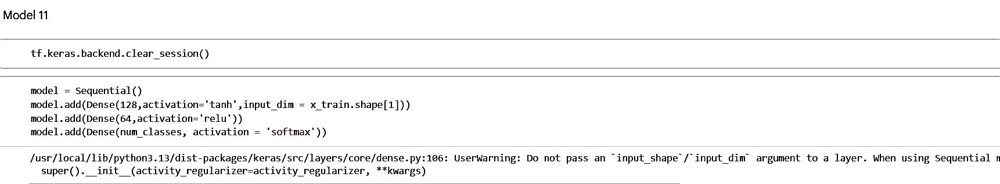 Model 11
tf.keras.backend.clear_session()
model = Sequential()
model.add(Dense(128,activation='tanh',input_dim = x_train.shape[1]))
model.add(Dense(64,activation='relu'))
model.add(Dense(num_classes, activation = 'softmax'))
/usr/local/lib/python3.13/dist-packages/keras/src/layers/core/dense.py:106: UserWarning: Do not pass an `input_shape`/`input_dim` argument to a layer. When using Sequential m
super().__init__(activity_regularizer=activity_regularizer, **kwargs)